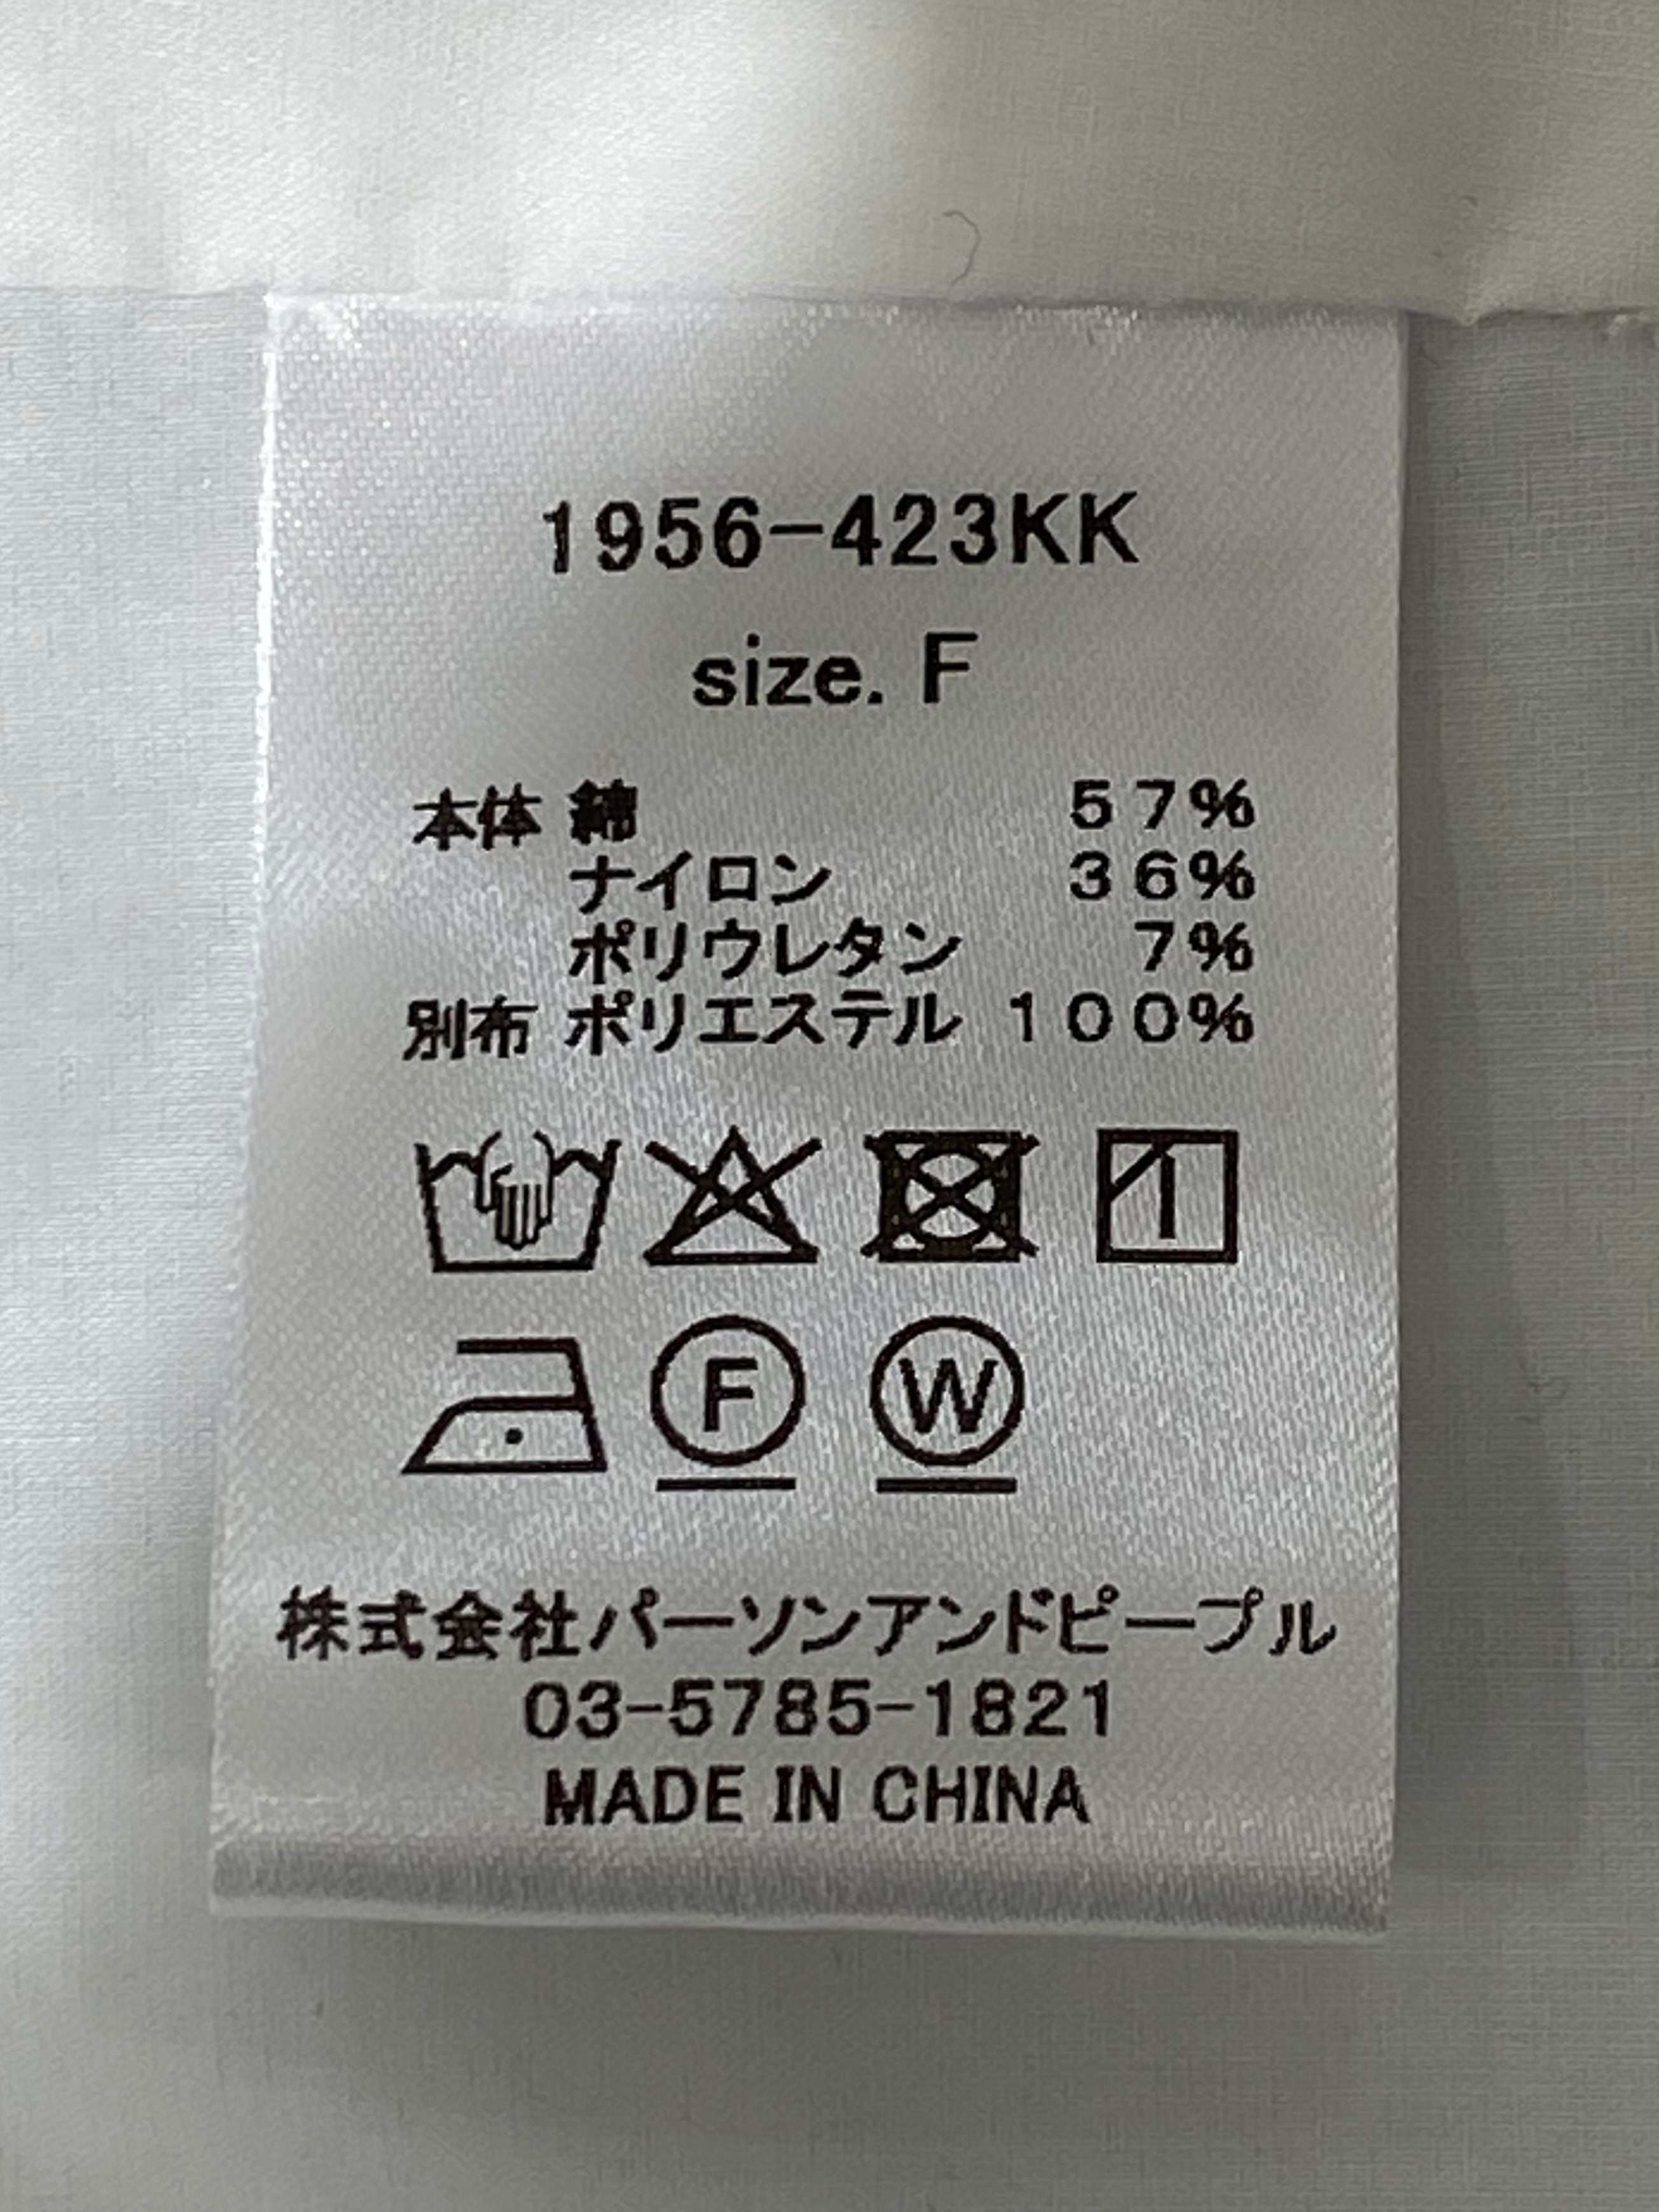 1956-423KK
size. F
本体 綿 57%
ナイロン 36%
ポリウレタン 7%
別布 ポリエステル 100%
F W
株式会社パーソンアンドピープル
03-5785-1821
MADE IN CHINA